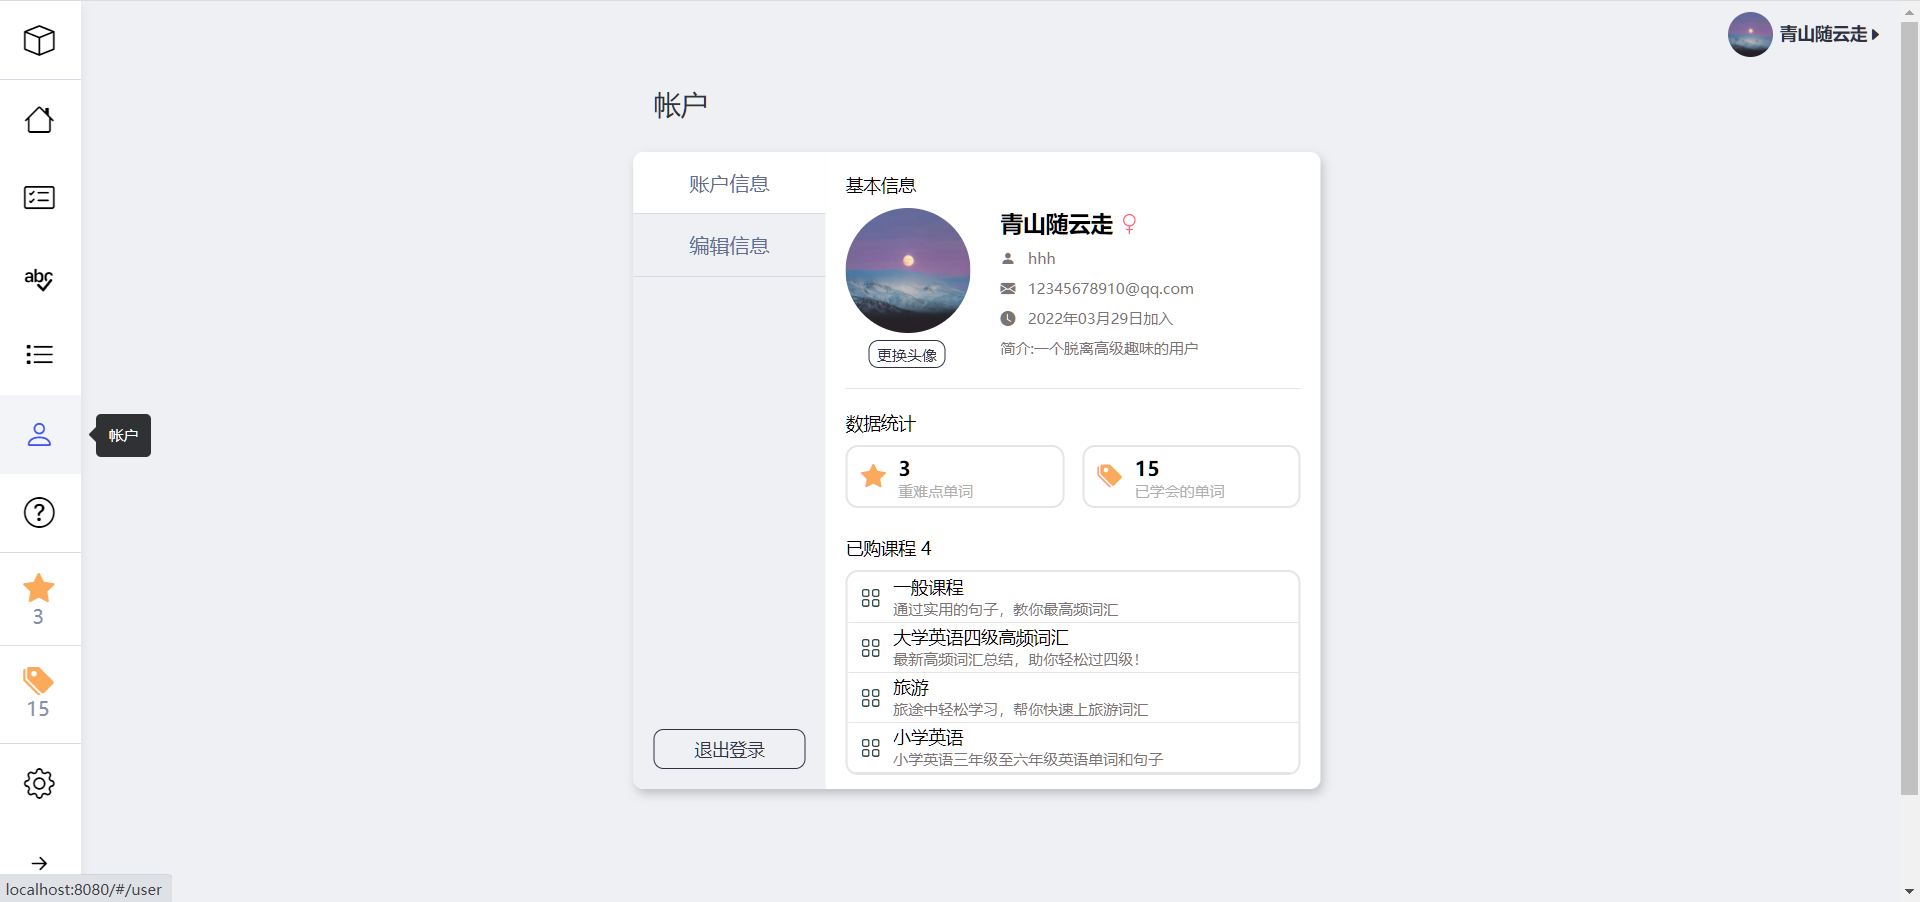 青山随云走
帐户
账户信息
编辑信息
退出登录
基本信息
青山随云走
hhh
12345678910@qq.com
2022年03月29日加入
简介:一个脱离高级趣味的用户
更换头像
数据统计
3
重难点单词
15
已学会的单词
已购课程 4
一般课程
通过实用的句子，教你最高频词汇
大学英语四级高频词汇
最新高频词汇总结，助你轻松过四级！
旅游
旅途中轻松学习，帮你快速上旅游词汇
小学英语
小学英语三年级至六年级英语单词和句子
abc
帐户
?
3
15
localhost:8080/#/user